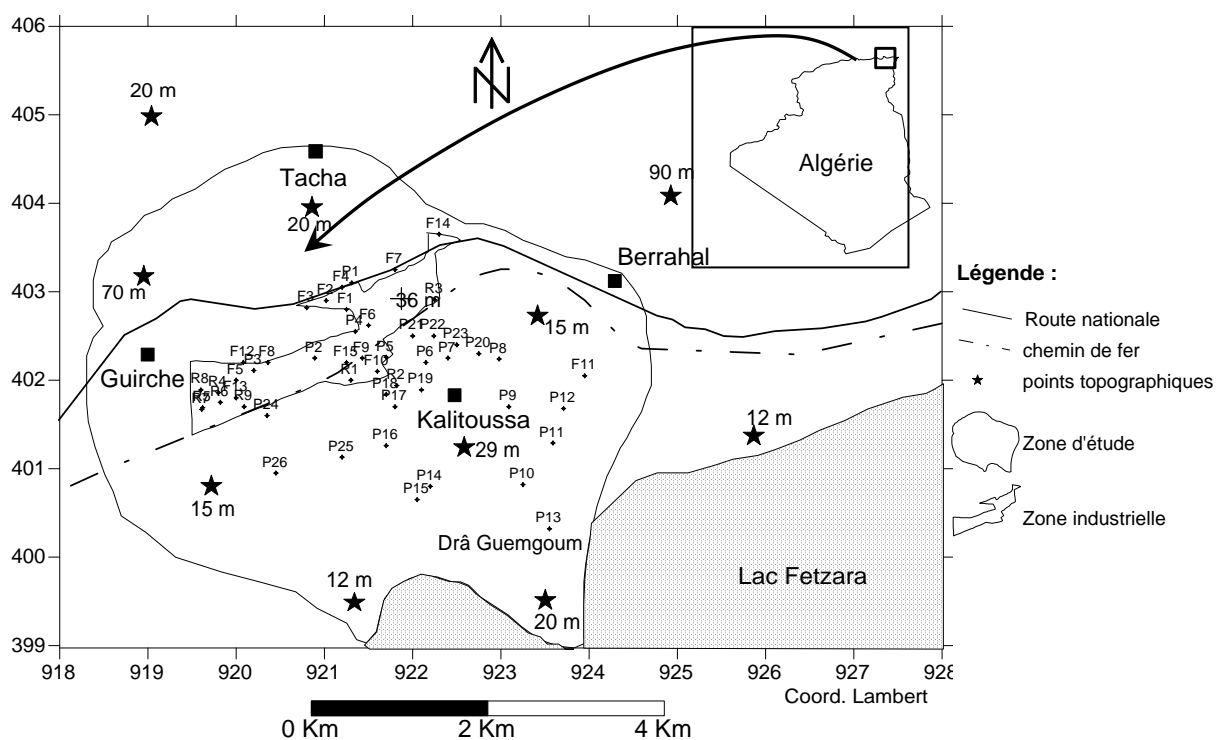 406
405
404
403
402
401
400
399
918
919
920
921
922
923
924
925
926
927
928
Coord. Lambert
0 Km
2 Km
4 Km
N
20 m
Tacha
20 m
70 m
Guirche
90 m
Berrahal
Algérie
36 m
15 m
Kalitoussa
29 m
12 m
15 m
12 m
20 m
Drâ Guemgoum
Lac Fetzara
F14
F7
P1
F4
F2
F3
F1
R3
F6
P4
P21
P22
P23
P20
P8
P5
P7
P6
F9
F15
F10
R1
P2
F12
F8
P3
F5
R8
R4
F13
R6
R7
R9
P24
R2
P18
P19
P17
P9
F11
P12
P11
P16
P25
P26
P14
P15
P10
P13
Légende :
Route nationale
chemin de fer
points topographiques
Zone d'étude
Zone industrielle